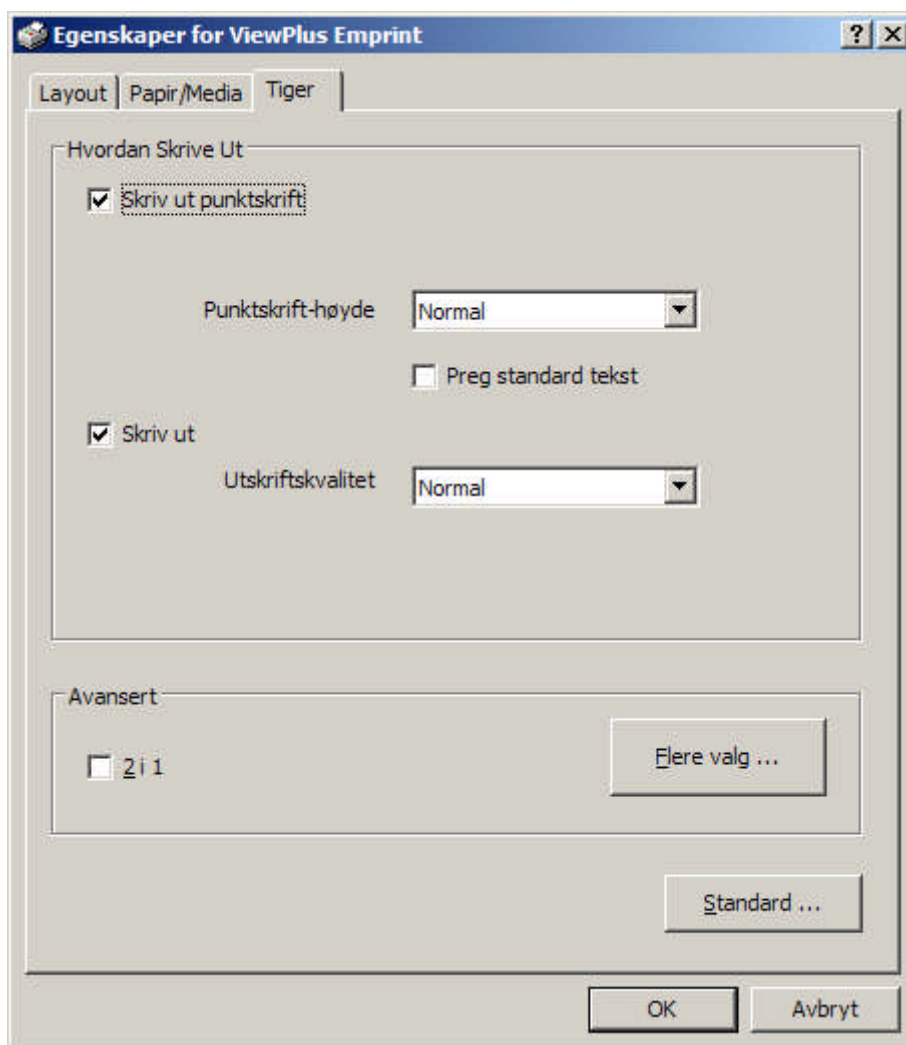 Egenskaper for ViewPlus Emprint
Layout Papir/Media Tiger
Hvordan Skrive Ut
Skriv ut punktskrift
Punktskrift-høyde Normal
Preg standard tekst
Skriv ut
Utskriftskvalitet Normal
Avansert
2 i 1 Flere valg ...
Standard ...
OK Avbryt